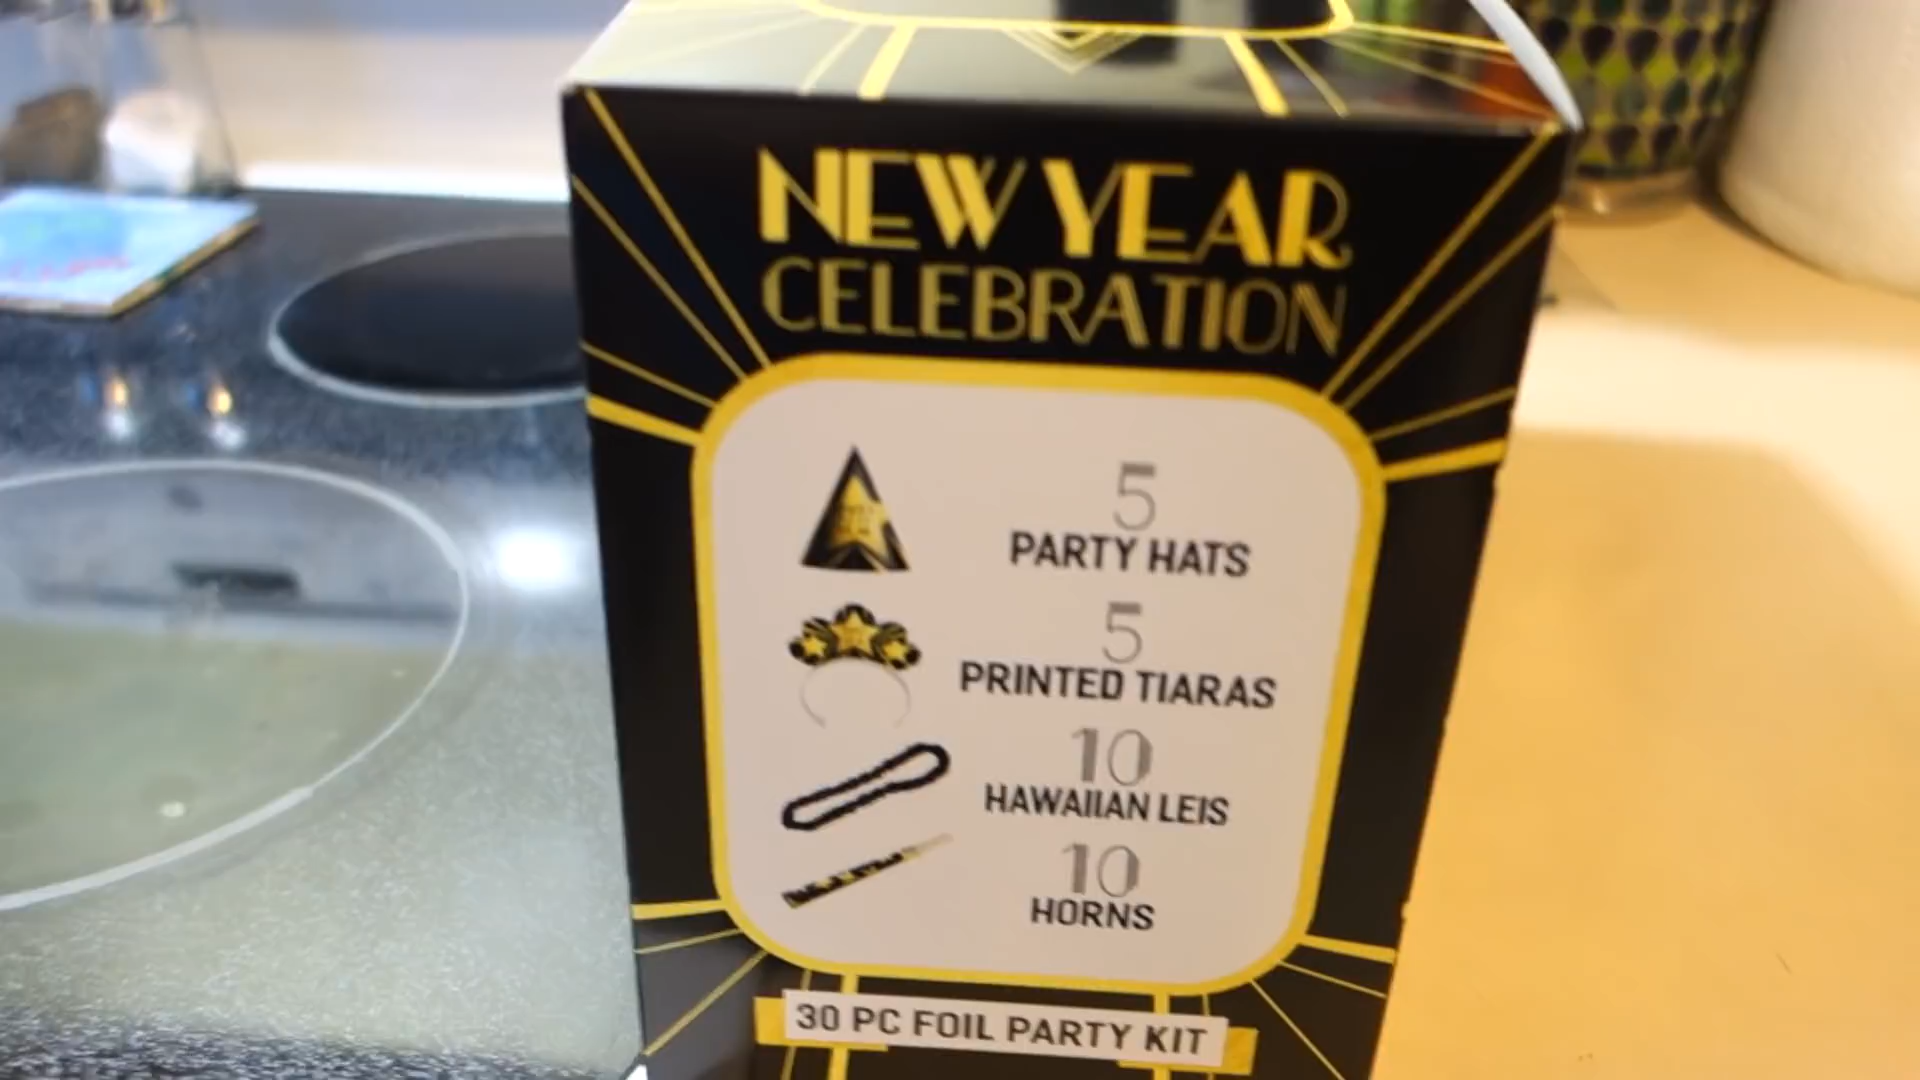 NEW YEAR
CELEBRATION
5
PARTY HATS
5
PRINTED TIARAS
10
HAWAIIAN LEIS
10
HORNS
30 PC FOIL PARTY KIT